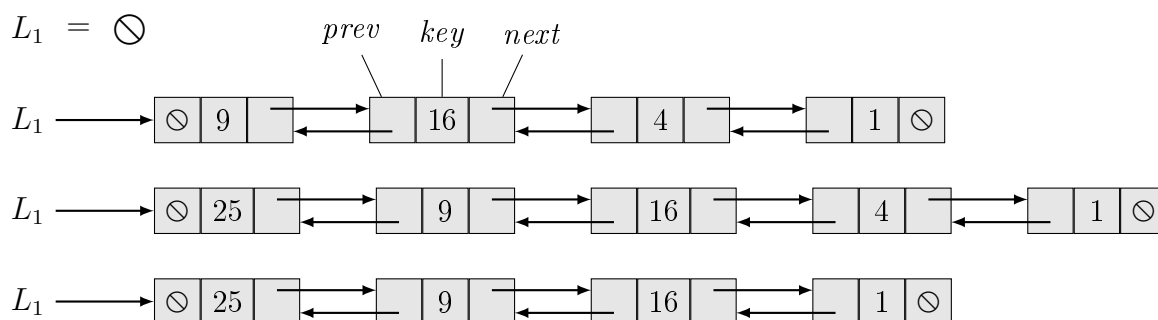 L₁ = ⦸
prev key next
L₁ ⦸ 9 16 4 1 ⦸
L₁ ⦸ 25 9 16 4 1 ⦸
L₁ ⦸ 25 9 16 1 ⦸